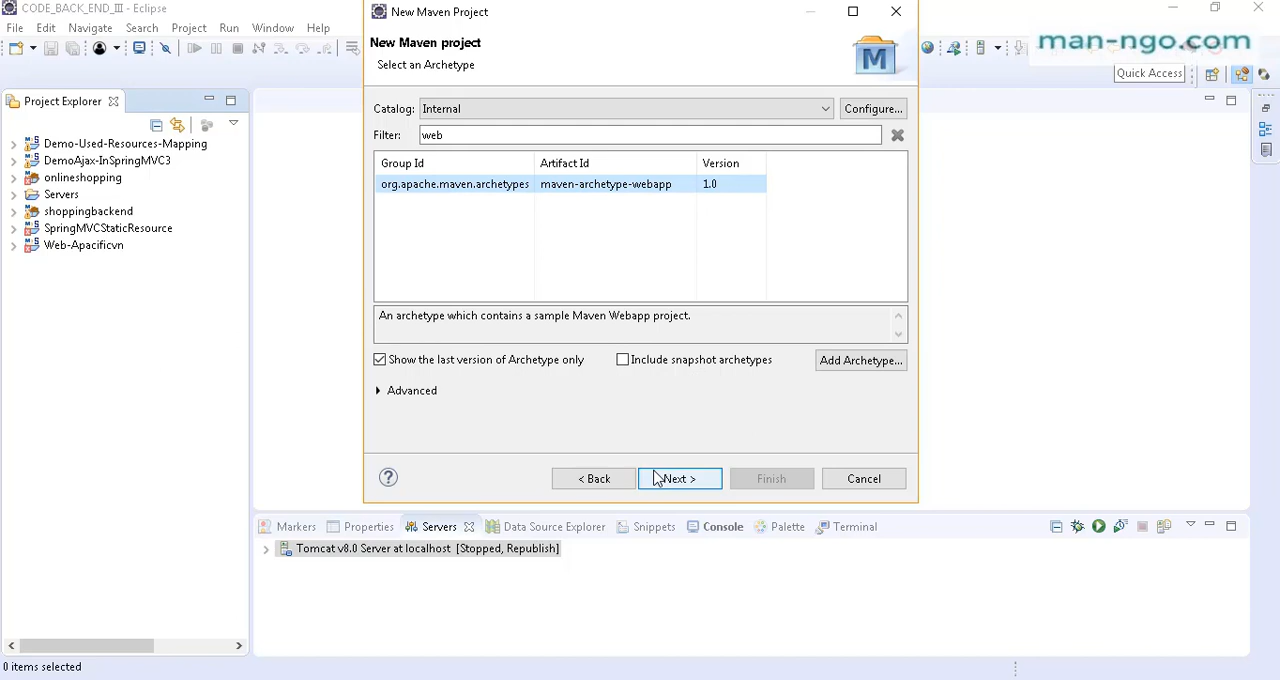 CODE_BACK_END_III - Eclipse
File Edit Navigate Search Project Run Window Help
man-ngo.com
Quick Access
Project Explorer
Demo-Used-Resources-Mapping
DemoAjax-InSpringMVC3
onlineshopping
Servers
shoppingbackend
SpringMVCStaticResource
Web-Apacificvn
New Maven Project
New Maven project
Select an Archetype
M
Catalog: Internal Configure...
Filter: web
Group Id Artifact Id Version
org.apache.maven.archetypes maven-archetype-webapp 1.0
An archetype which contains a sample Maven Webapp project.
Show the last version of Archetype only Include snapshot archetypes Add Archetype...
Advanced
? < Back Next > Finish Cancel
Markers Properties Servers Data Source Explorer Snippets Console Palette Terminal
Tomcat v8.0 Server at localhost [Stopped, Republish]
0 items selected